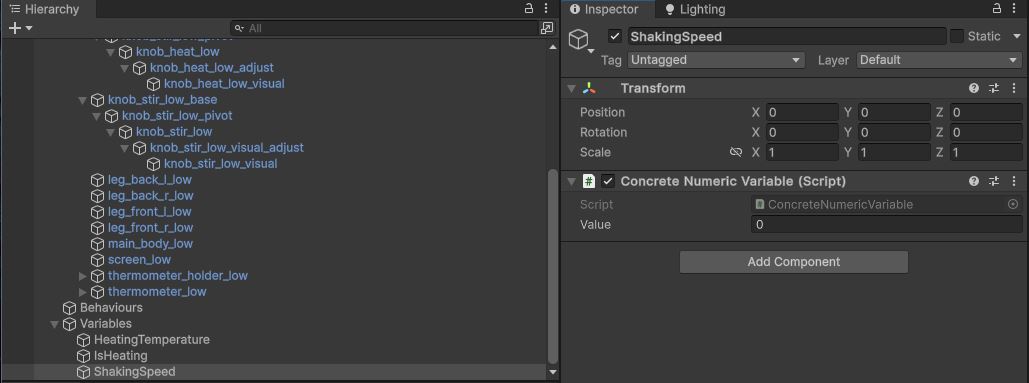 Hierarchy
All
knob_stir_low_pivot
knob_heat_low
knob_heat_low_adjust
knob_heat_low_visual
knob_stir_low_base
knob_stir_low_pivot
knob_stir_low
knob_stir_low_visual_adjust
knob_stir_low_visual
leg_back_l_low
leg_back_r_low
leg_front_l_low
leg_front_r_low
main_body_low
screen_low
thermometer_holder_low
thermometer_low
Behaviours
Variables
HeatingTemperature
IsHeating
ShakingSpeed
Inspector Lighting
ShakingSpeed Static
Tag Untagged Layer Default
Transform
Position X 0 Y 0 Z 0
Rotation X 0 Y 0 Z 0
Scale X 1 Y 1 Z 1
# Concrete Numeric Variable (Script)
Script # ConcreteNumericVariable
Value 0
Add Component